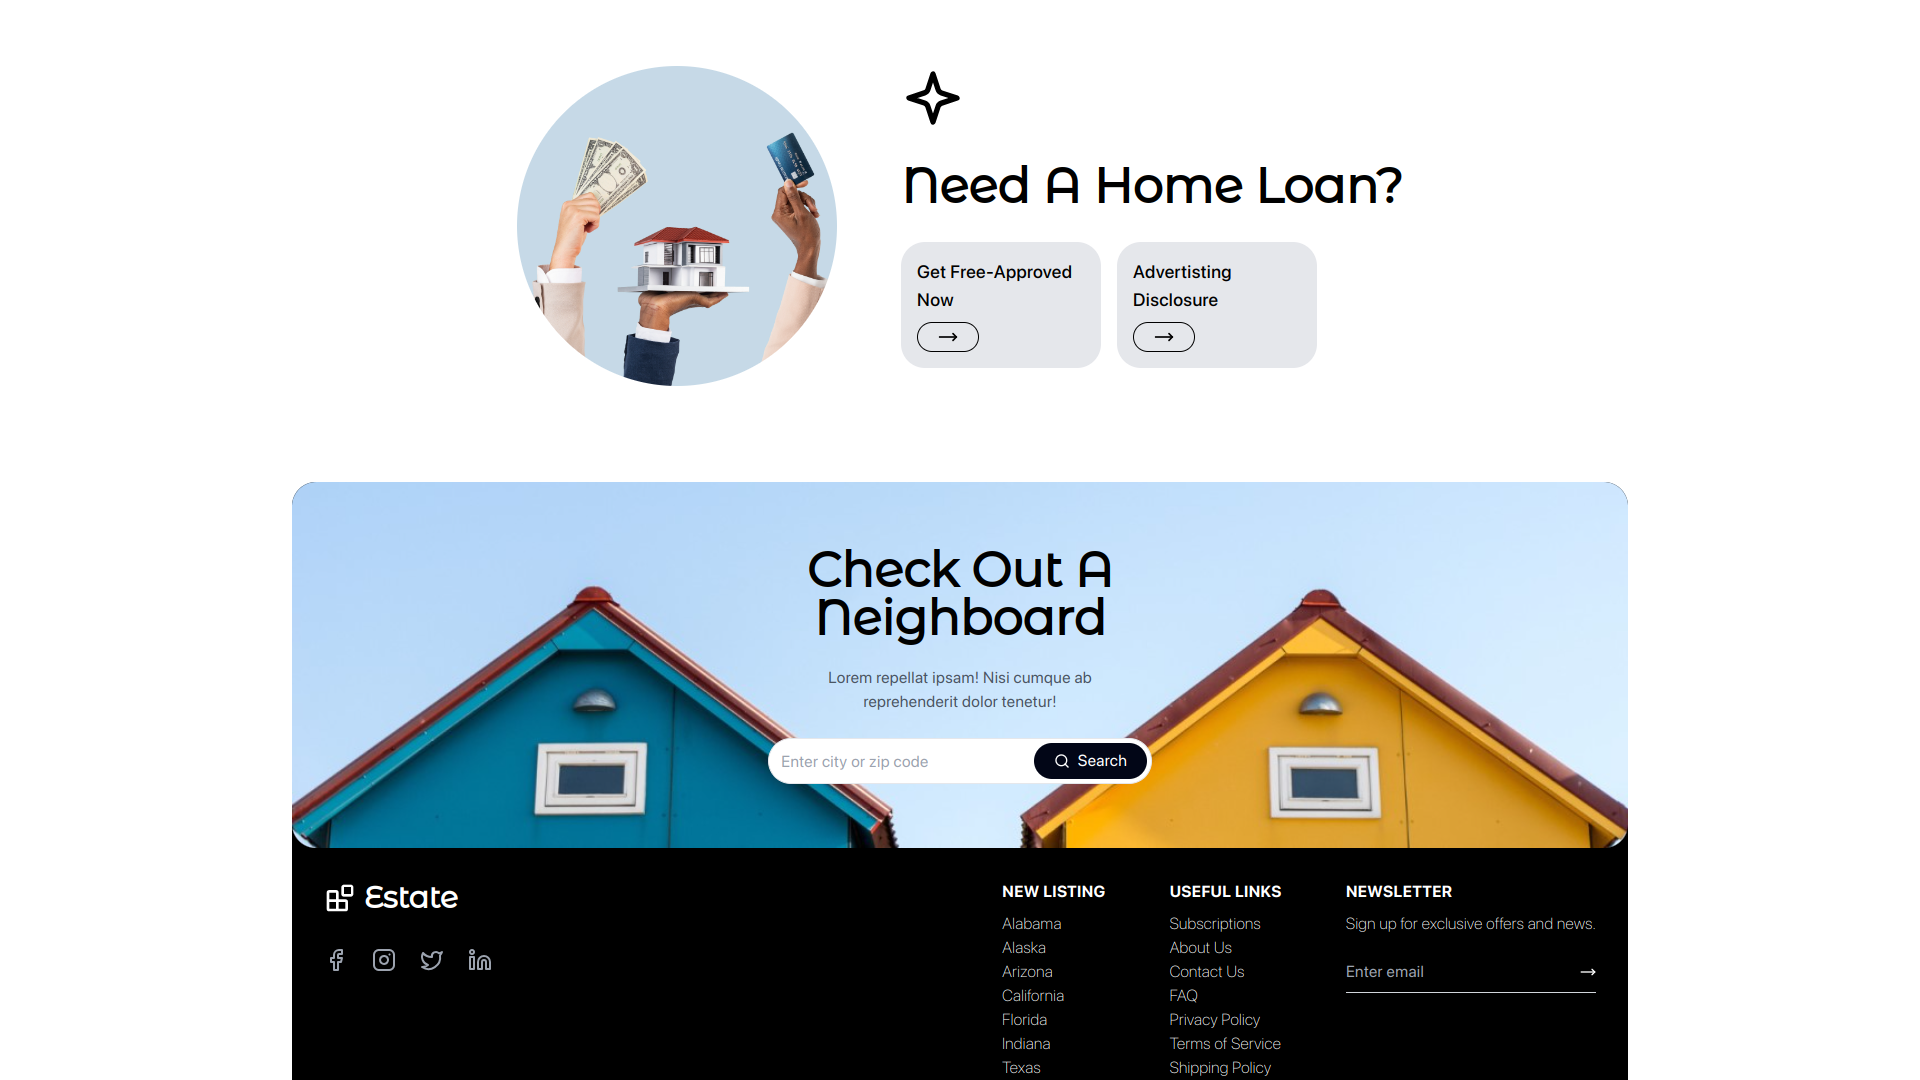 Need A Home Loan?
Get Free-Approved
Now
Advertisting
Disclosure
Check Out A
Neighboard
Lorem repellat ipsam! Nisi cumque ab
reprehenderit dolor tenetur!
Enter city or zip code
Search
Estate
NEW LISTING
Alabama
Alaska
Arizona
California
Florida
Indiana
Texas
USEFUL LINKS
Subscriptions
About Us
Contact Us
FAQ
Privacy Policy
Terms of Service
Shipping Policy
NEWSLETTER
Sign up for exclusive offers and news.
Enter email